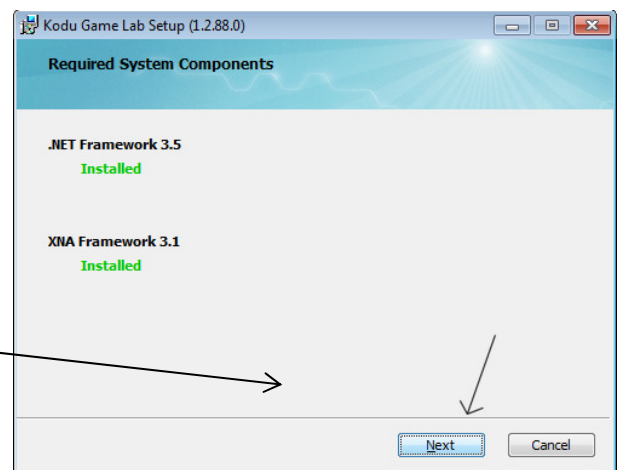 Kodu Game Lab Setup (1.2.88.0)
Required System Components
.NET Framework 3.5
Installed
XNA Framework 3.1
Installed
Next
Cancel